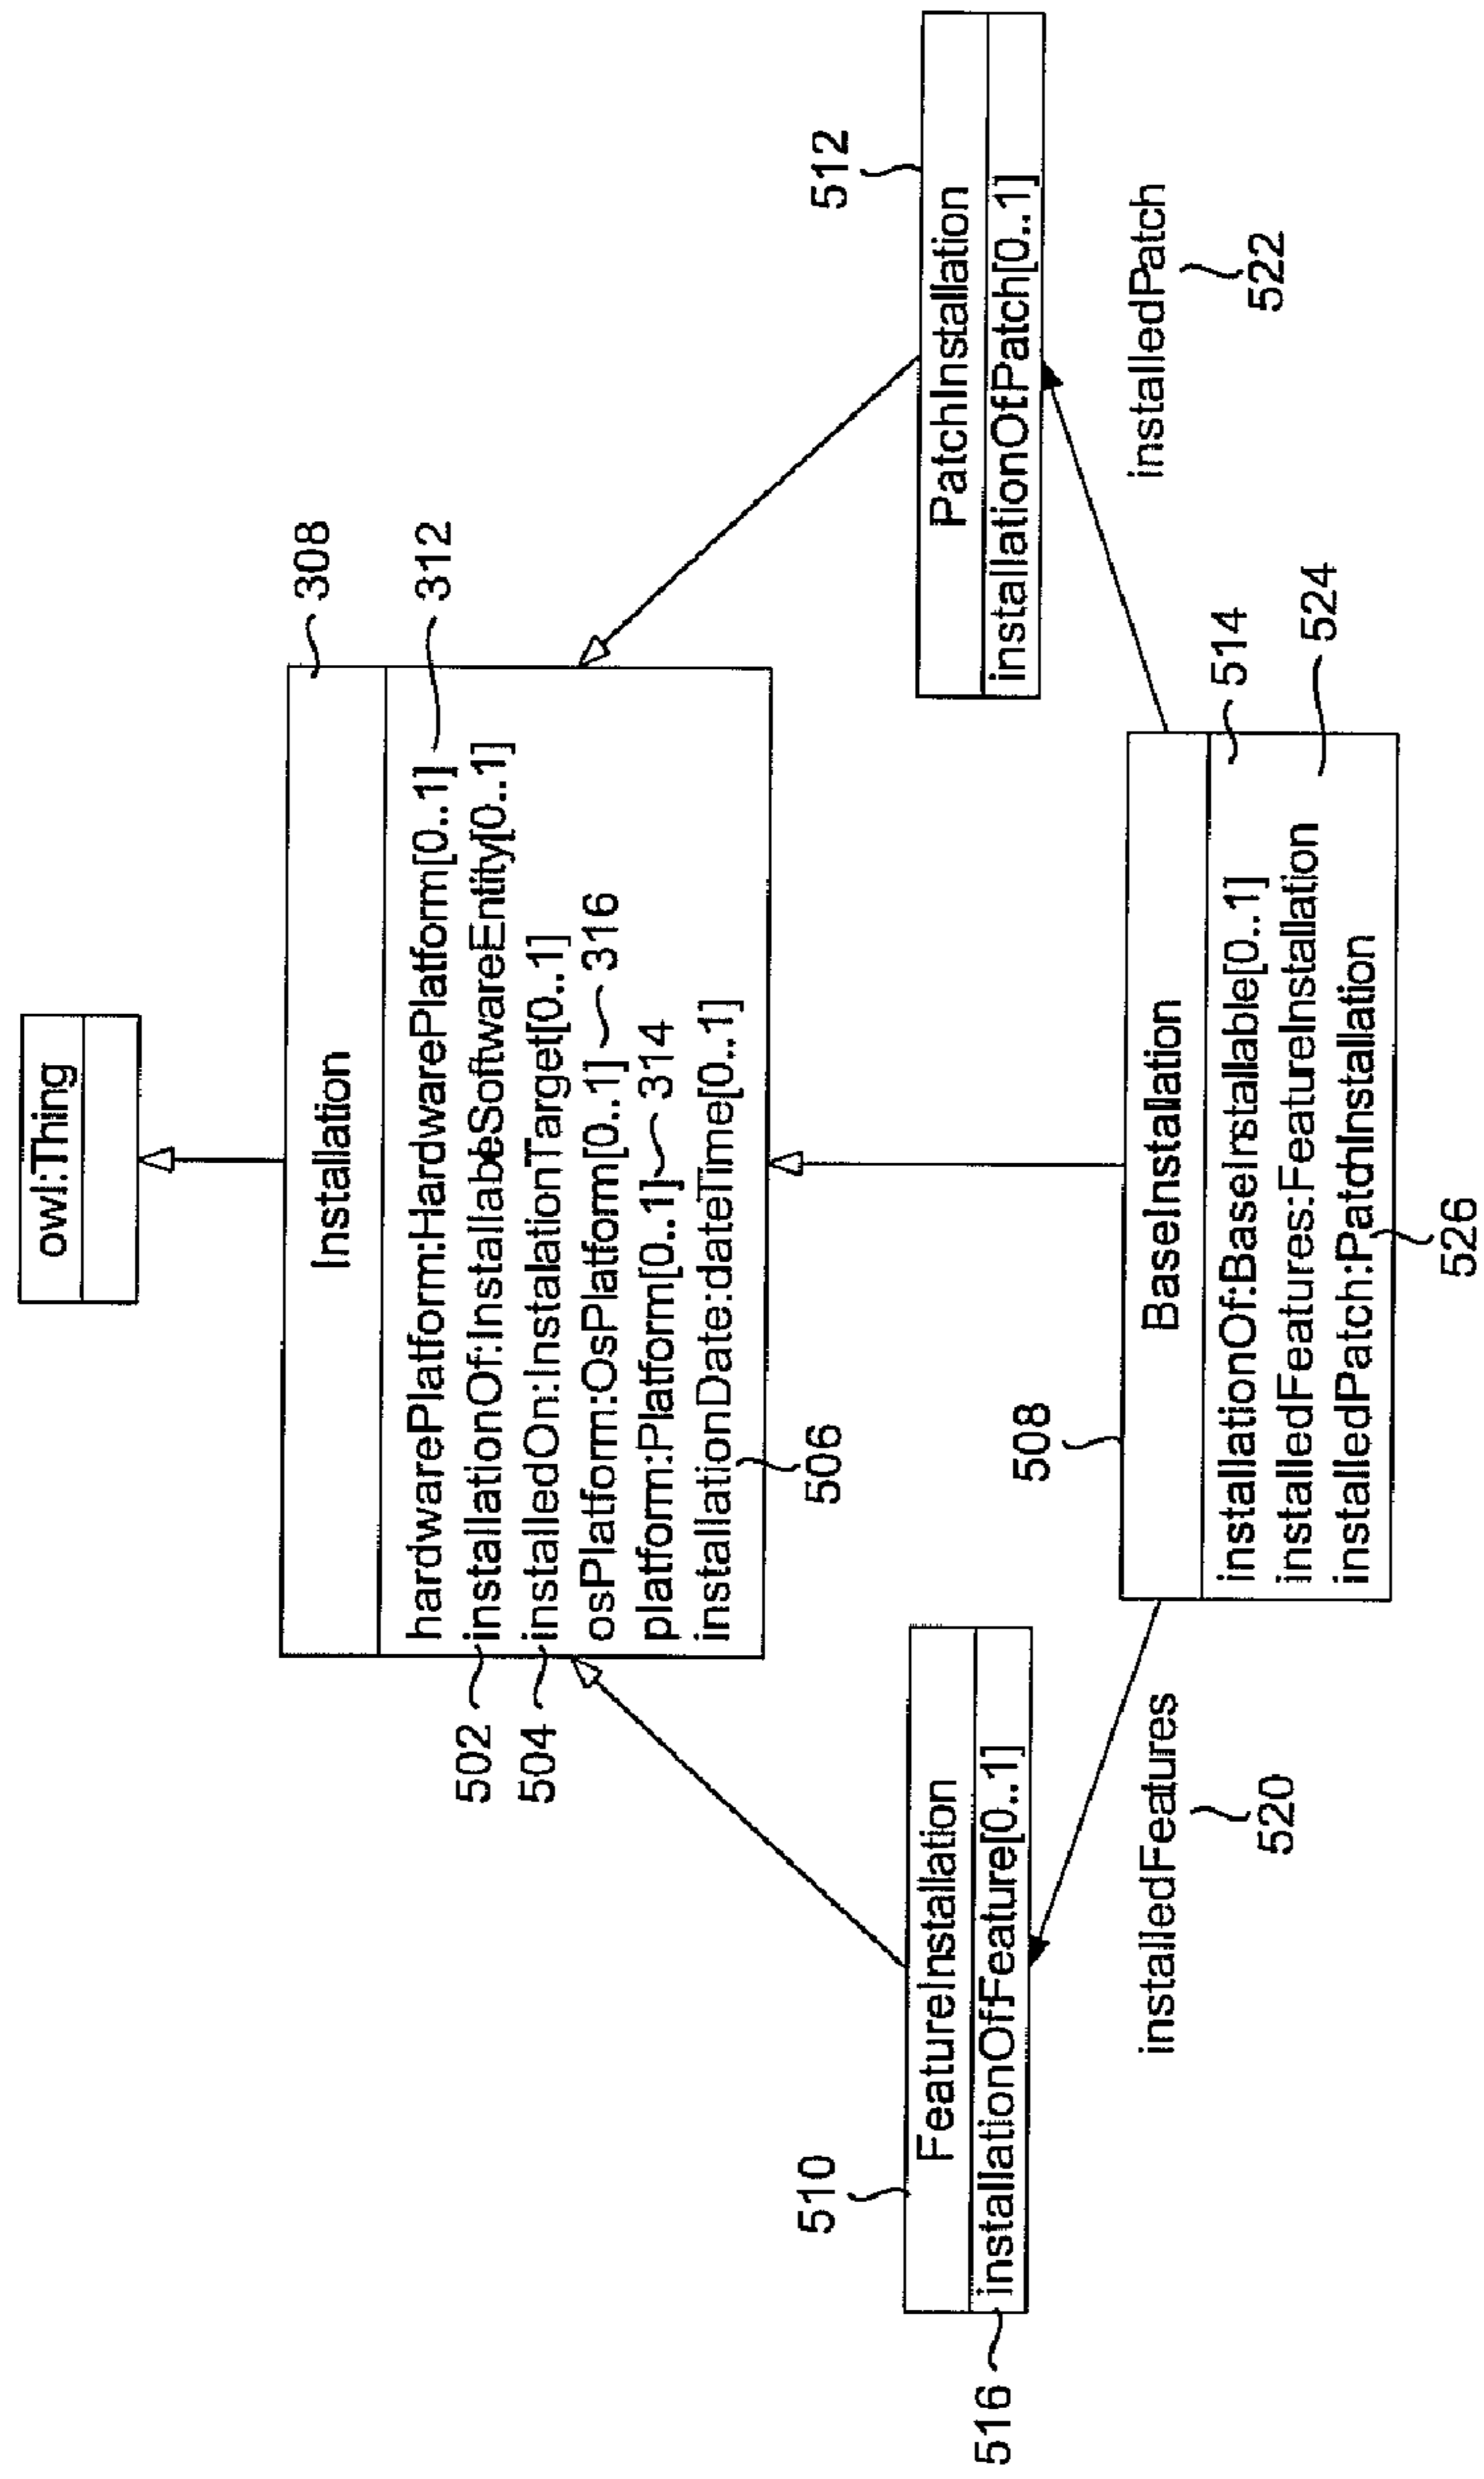 owl:Thing
Installation
308
hardwarePlatform:HardwarePlatform[0..1]
312
502
installationOf:InstallabeSoftwareEntity[0..1]
504
installedOn:InstalationTarget[0..1]
osPlatform:OsPlatform[0..1]
316
platform:Platform[0..1]
314
installationDate:dateTime[0..1]
506
510
FeatureInstallation
516
installationOfFeature[0..1]
512
PatchInstallation
installationOfPatch[0..1]
508
BaseInstallation
installationOf:BaseInstallable[0..1]
514
installedFeatures:FeatureInstallation
524
installedPatch:PatchInstallation
526
installedFeatures
520
installedPatch
522